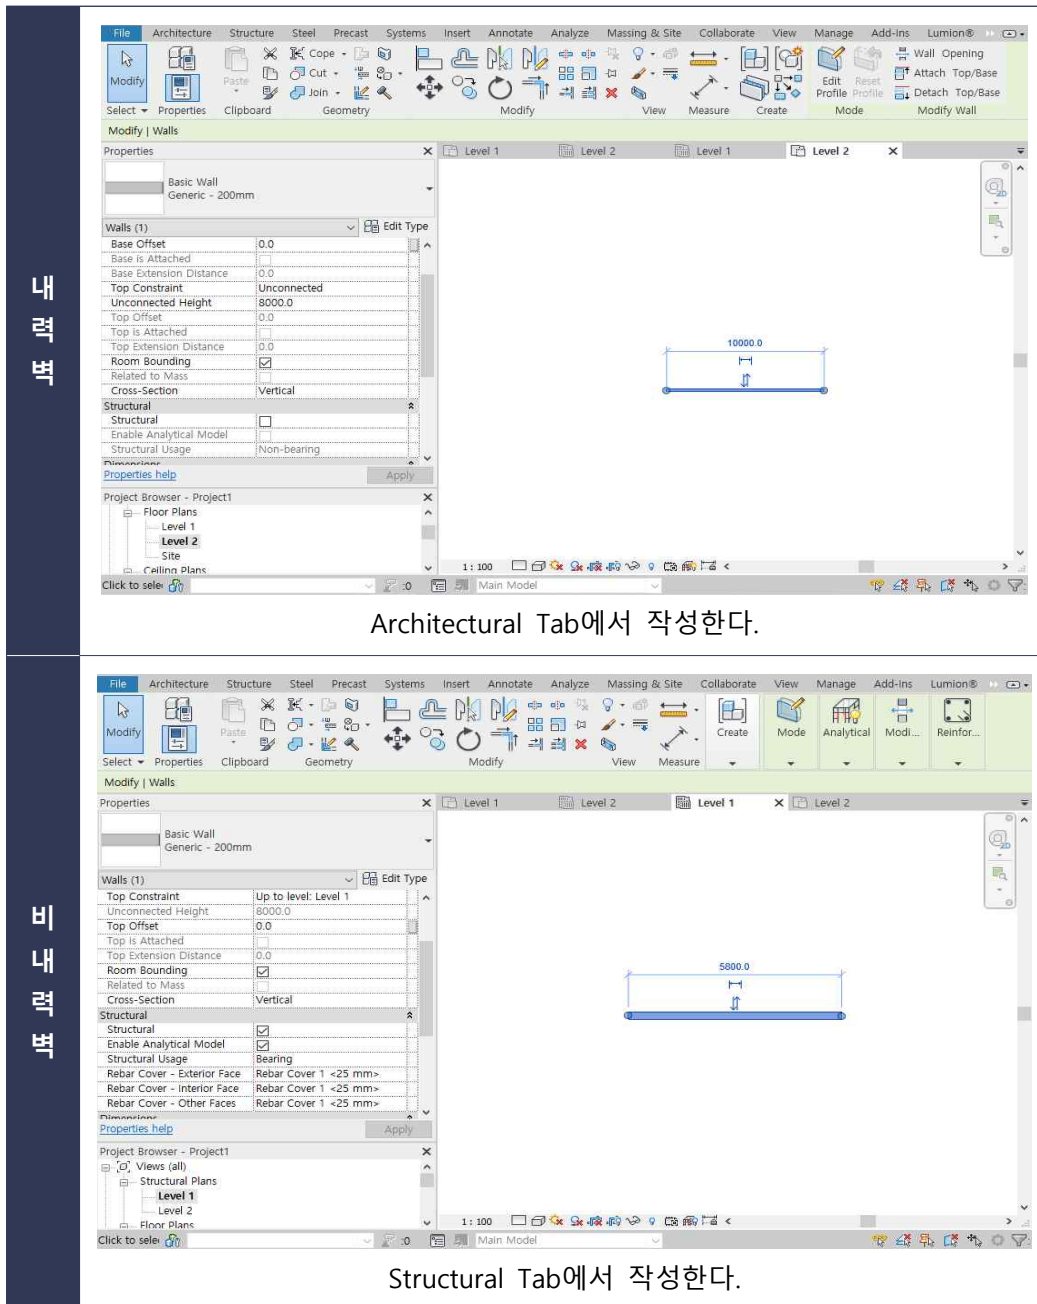 내
력
벽
File Architecture Structure Steel Precast Systems Insert Annotate Analyze Massing & Site Collaborate View Manage Add-Ins Lumion®
Modify Paste Cope Cut Join Edit Profile Reset Profile Wall Opening Attach Top/Base Detach Top/Base
Select Properties Clipboard Geometry Modify View Measure Create Mode Modify Wall
Modify | Walls
Properties
Level 1 Level 2 Level 1 Level 2
Basic Wall
Generic - 200mm
Walls (1) Edit Type
Base Offset 0.0
Base is Attached
Base Extension Distance 0.0
Top Constraint Unconnected
Unconnected Height 8000.0
Top Offset 0.0
Top is Attached
Top Extension Distance 0.0
Room Bounding
Related to Mass
Cross-Section Vertical
Structural
Structural
Enable Analytical Model
Structural Usage Non-bearing
Dimensions
Properties help Apply
2D
10000.0
Project Browser - Project1
Floor Plans
Level 1
Level 2
Site
Ceiling Plans
1 : 100
Click to sele :0 Main Model
Architectural Tab에서 작성한다.
비
내
력
벽
File Architecture Structure Steel Precast Systems Insert Annotate Analyze Massing & Site Collaborate View Manage Add-Ins Lumion®
Modify Paste Create Mode Analytical Modi... Reinfor...
Select Properties Clipboard Geometry Modify View Measure
Modify | Walls
Properties
Level 1 Level 2 Level 1 Level 2
Basic Wall
Generic - 200mm
Walls (1) Edit Type
Top Constraint Up to level: Level 1
Unconnected Height 8000.0
Top Offset 0.0
Top is Attached
Top Extension Distance 0.0
Room Bounding
Related to Mass
Cross-Section Vertical
Structural
Structural
Enable Analytical Model
Structural Usage Bearing
Rebar Cover - Exterior Face Rebar Cover 1 <25 mm>
Rebar Cover - Interior Face Rebar Cover 1 <25 mm>
Rebar Cover - Other Faces Rebar Cover 1 <25 mm>
Dimensions
Properties help Apply
2D
5800.0
Project Browser - Project1
Views (all)
Structural Plans
Level 1
Level 2
Floor Plans
1 : 100
Click to sele :0 Main Model
Structural Tab에서 작성한다.